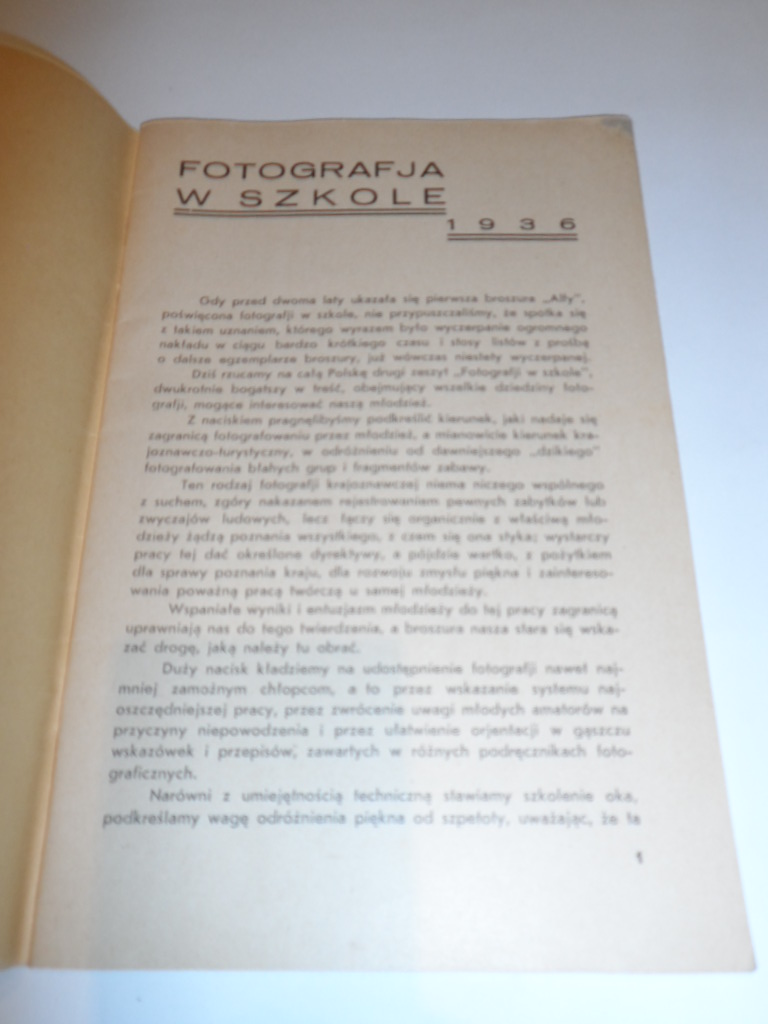 FOTOGRAFJA
W SZKOLE
1936
Gdy przed dwoma laty ukazała się pierwsza broszura „Alfy”,
poświęcona fotografji w szkole, nie przypuszczaliśmy, że spotka się
z takiem uznaniem, którego wyrazem było wyczerpanie ogromnego
nakładu w ciągu bardzo krótkiego czasu i stosy listów z prośbą
o dalsze egzemplarze broszury, już wówczas niestety wyczerpanej.
Dziś rzucamy na całą Polskę drugi zeszyt „Fotografji w szkole”,
dwukrotnie bogatszy w treść, obejmujący wszelkie dziedziny foto-
grafji, mogące interesować naszą młodzież.
Z naciskiem pragnęlibyśmy podkreślić kierunek, jaki nadaje się
zagranicą fotografowaniu przez młodzież, a mianowicie kierunek kra-
joznawczo-turystyczny, w odróżnieniu od dawniejszego „dzikiego”
fotografowania błahych grup i fragmentów zabawy.
Ten rodzaj fotografji krajoznawczej niema niczego wspólnego
z suchem, zgóry nakazanem rejestrowaniem pewnych zabytków lub
zwyczajów ludowych, lecz łączy się organicznie z właściwą mło-
dzieży żądzą poznania wszystkiego, z czem się ona styka; wystarczy
pracy tej dać określone dyrektywy, a pójdzie wartko, z pożytkiem
dla sprawy poznania kraju, dla rozwoju zmysłu piękna i zaintereso-
wania poważną pracą twórczą u samej młodzieży.
Wspaniałe wyniki i entuzjazm młodzieży do tej pracy zagranicą
uprawniają nas do tego twierdzenia, a broszura nasza stara się wska-
zać drogę, jaką należy tu obrać.
Duży nacisk kładziemy na udostępnienie fotografji nawet naj-
mniej zamożnym chłopcom, a to przez wskazanie systemu naj-
oszczędniejszej pracy, przez zwrócenie uwagi młodych amatorów na
przyczyny niepowodzenia i przez ułatwienie orjentacji w gąszczu
wskazówek i przepisów, zawartych w różnych podręcznikach foto-
graficznych.
Narówni z umiejętnością techniczną stawiamy szkolenie oka,
podkreślamy wagę odróżnienia piękna od szpetoty, uważając, że ta
1